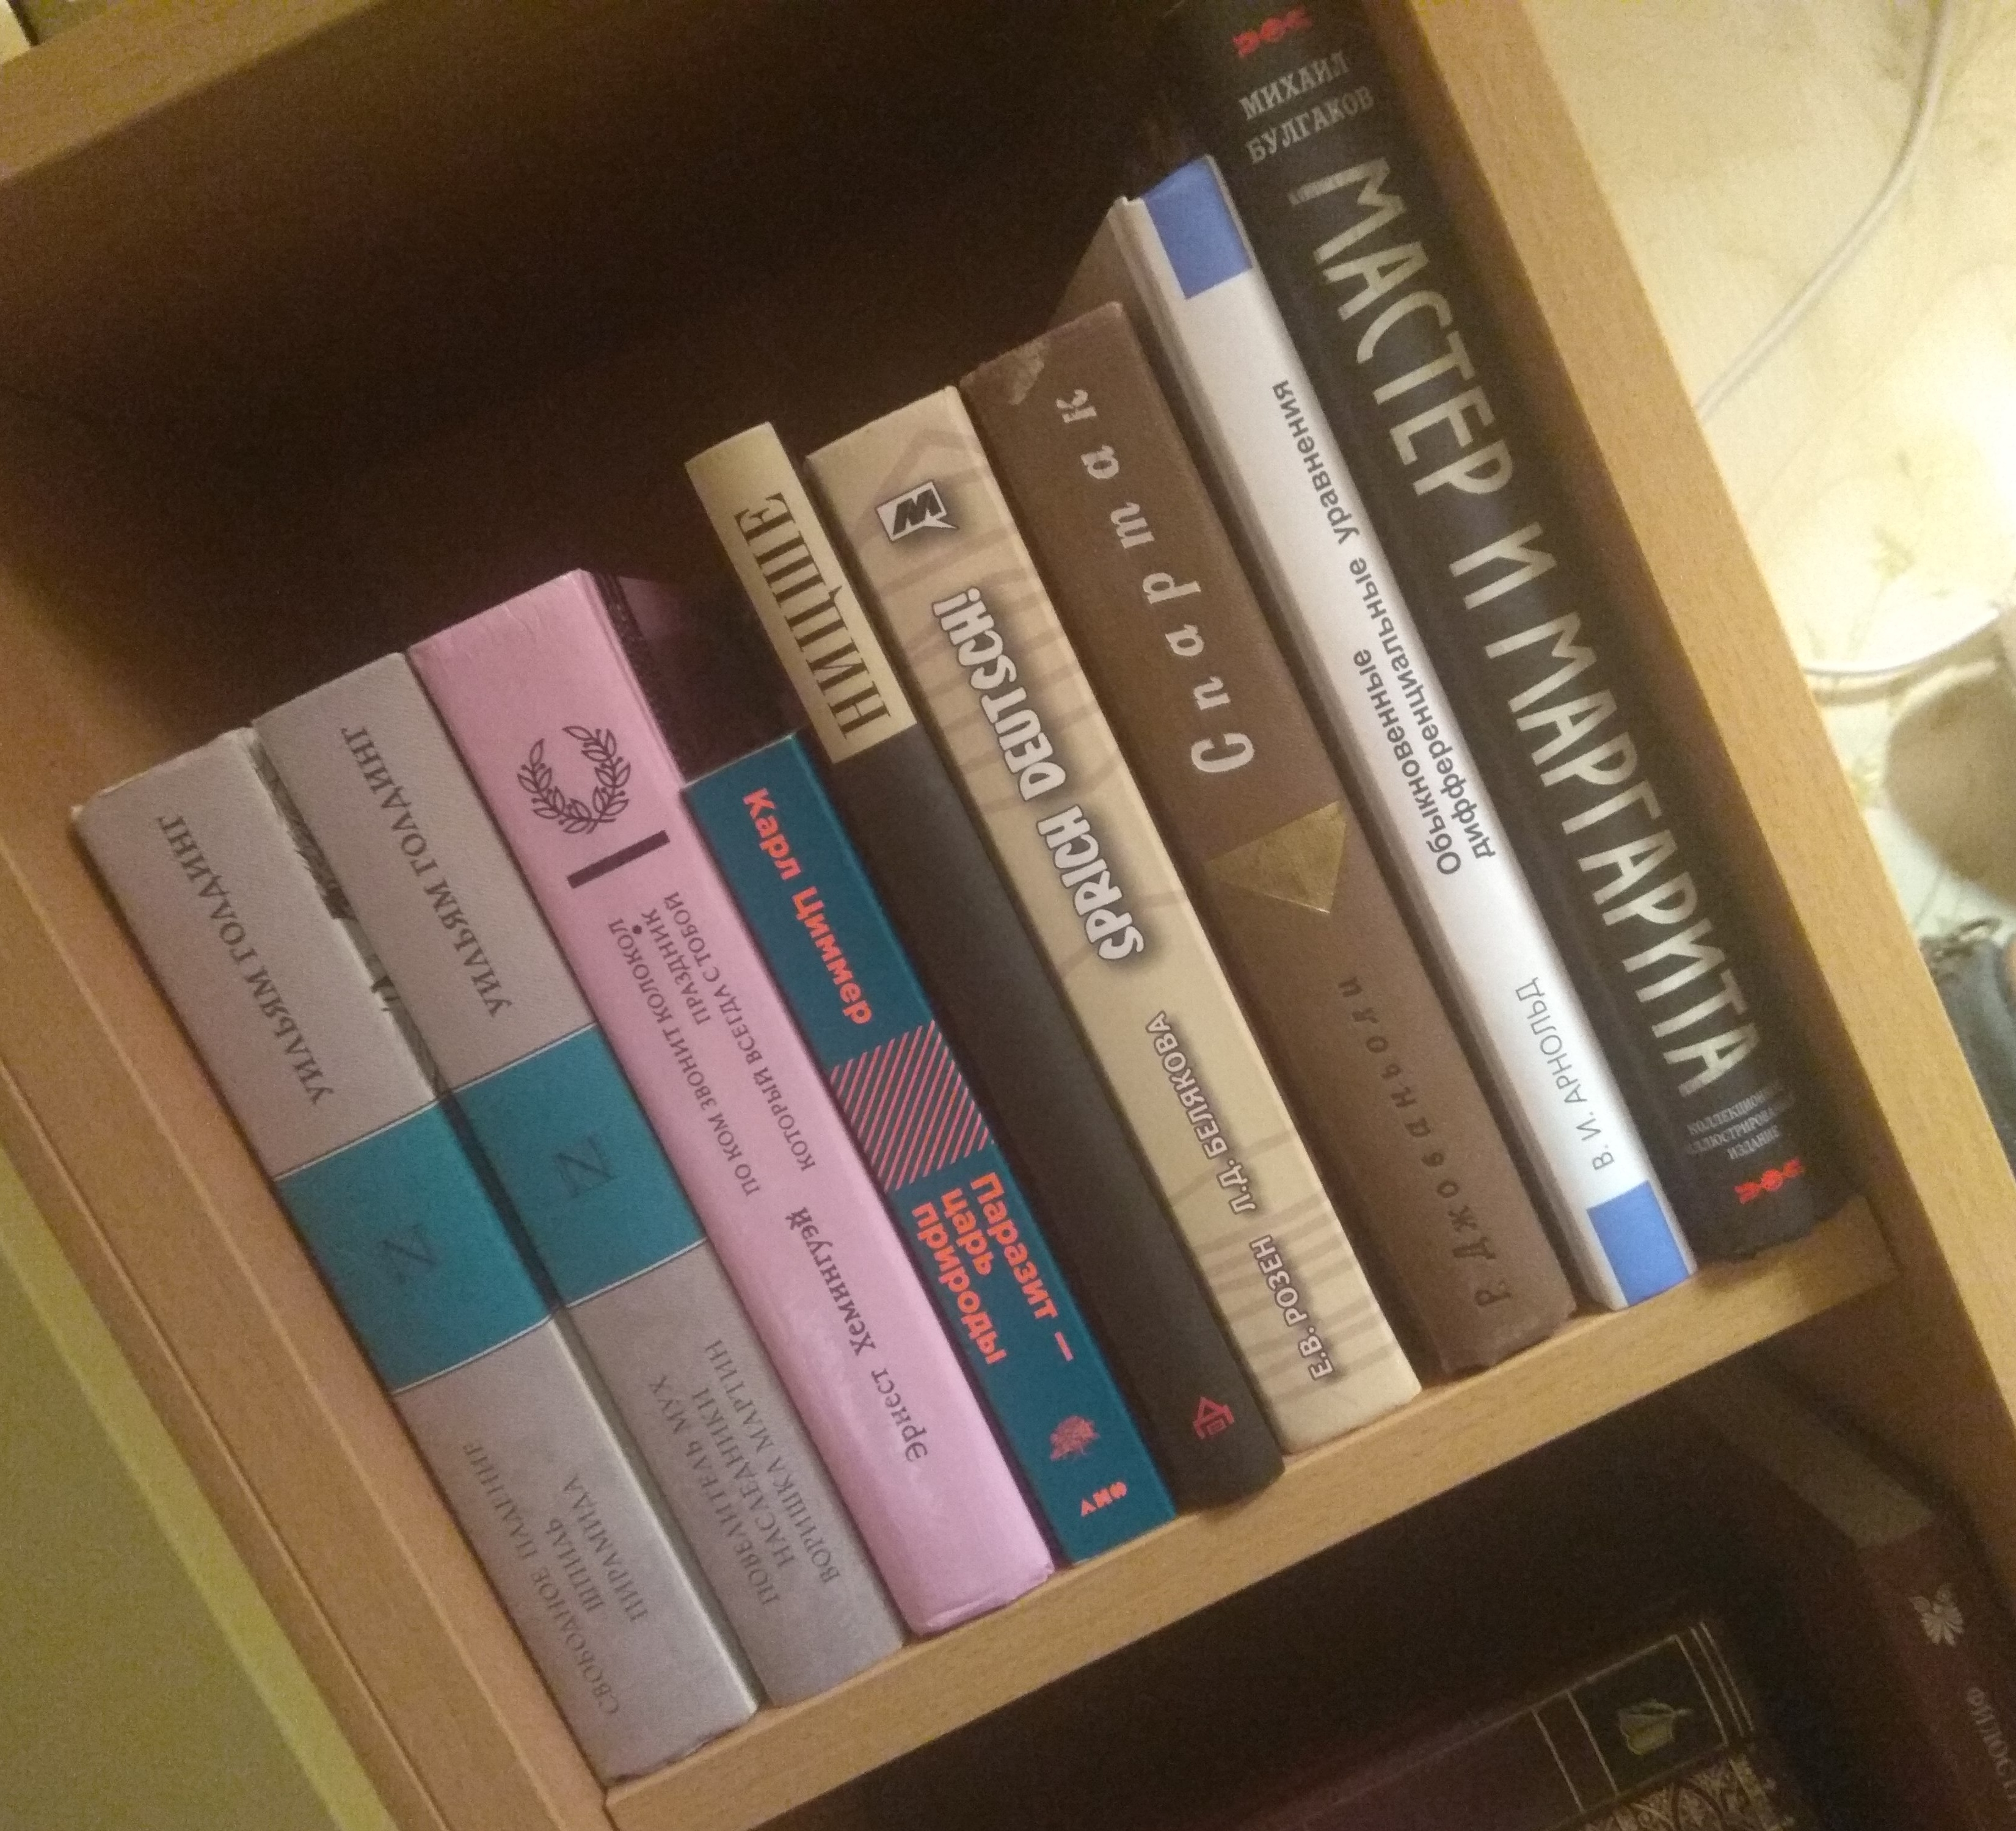 УИЛЬЯМ ГОЛДИНГ
СВОБОДНОЕ ПАДЕНИЕ
ШПИЛЬ
ПИРАМИДА
УИЛЬЯМ ГОЛДИНГ
ПОВЕЛИТЕЛЬ МУХ
НАСЛЕДНИКИ
ВОРИШКА МАРТИН
Эрнест Хемингуэй
ПО КОМ ЗВОНИТ КОЛОКОЛ
ПРАЗДНИК
КОТОРЫЙ ВСЕГДА С ТОБОЙ
Карл Циммер
Паразит —
царь
природы
НИЦШЕ
Е.В. РОЗЕН Л.Д. БЕЛЯКОВА
SPRICH DEUTSCH!
Р. Джованьоли
Спартак
В. И. АРНОЛЬД
Обыкновенные
дифференциальные уравнения
МИХАИЛ
БУЛГАКОВ
МАСТЕР И МАРГАРИТА
ИЗДАНИЕ